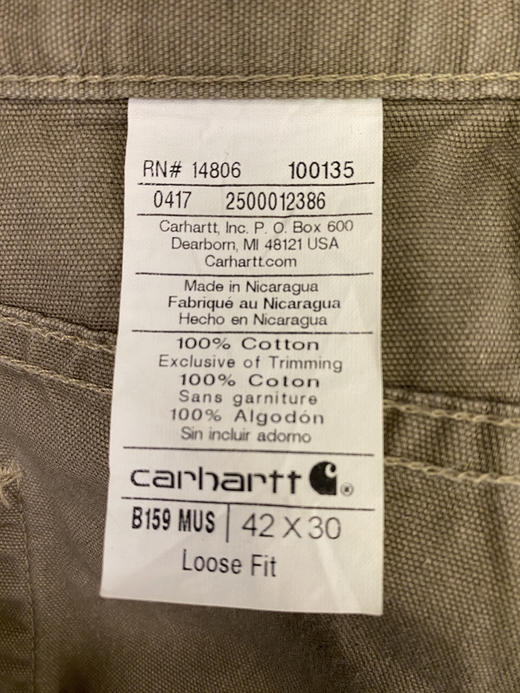 RN# 14806 100135
0417 2500012386
Carhartt, Inc. P. O. Box 600
Dearborn, MI 48121 USA
Carhartt.com
Made in Nicaragua
Fabriqué au Nicaragua
Hecho en Nicaragua
100% Cotton
Exclusive of Trimming
100% Coton
Sans garniture
100% Algodón
Sin incluir adorno
carhartt ®
B159 MUS | 42 X 30
Loose Fit